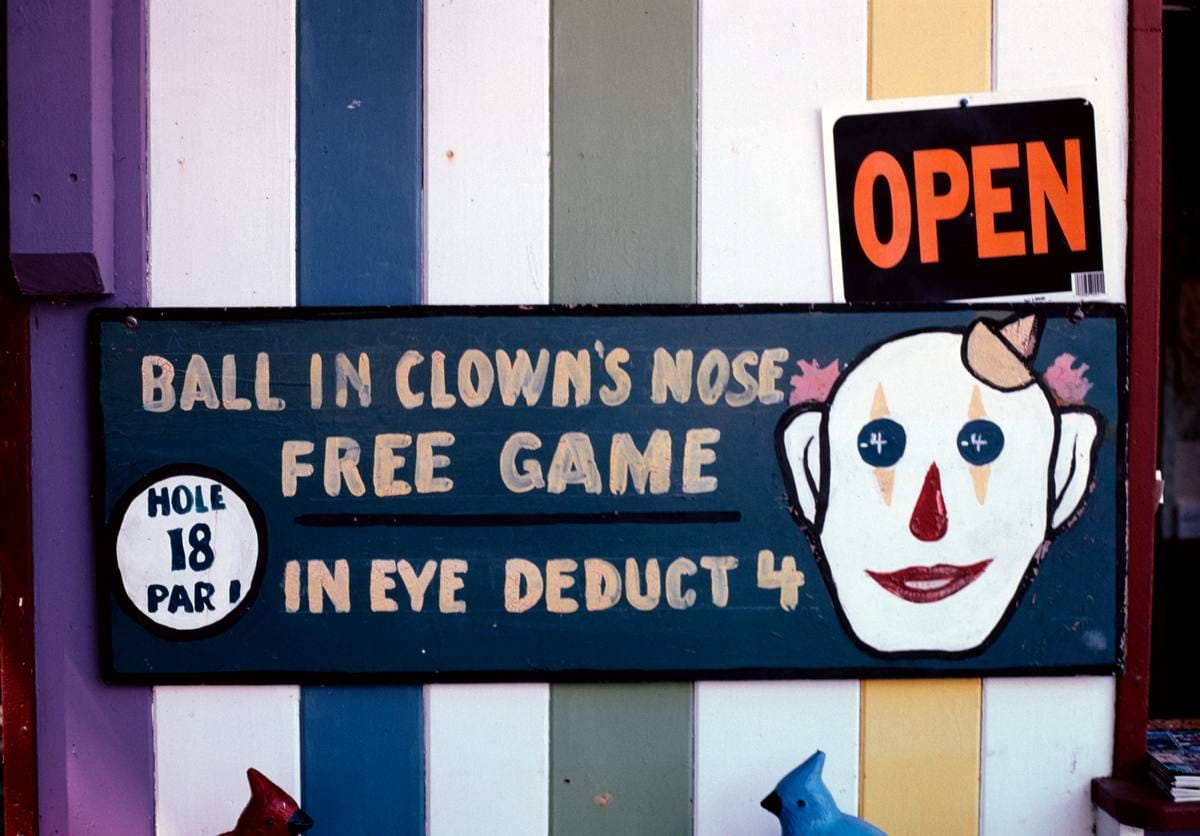 OPEN
BALL IN CLOWN'S NOSE
FREE GAME
-4 -4
HOLE
18
PAR 1
IN EYE DEDUCT 4